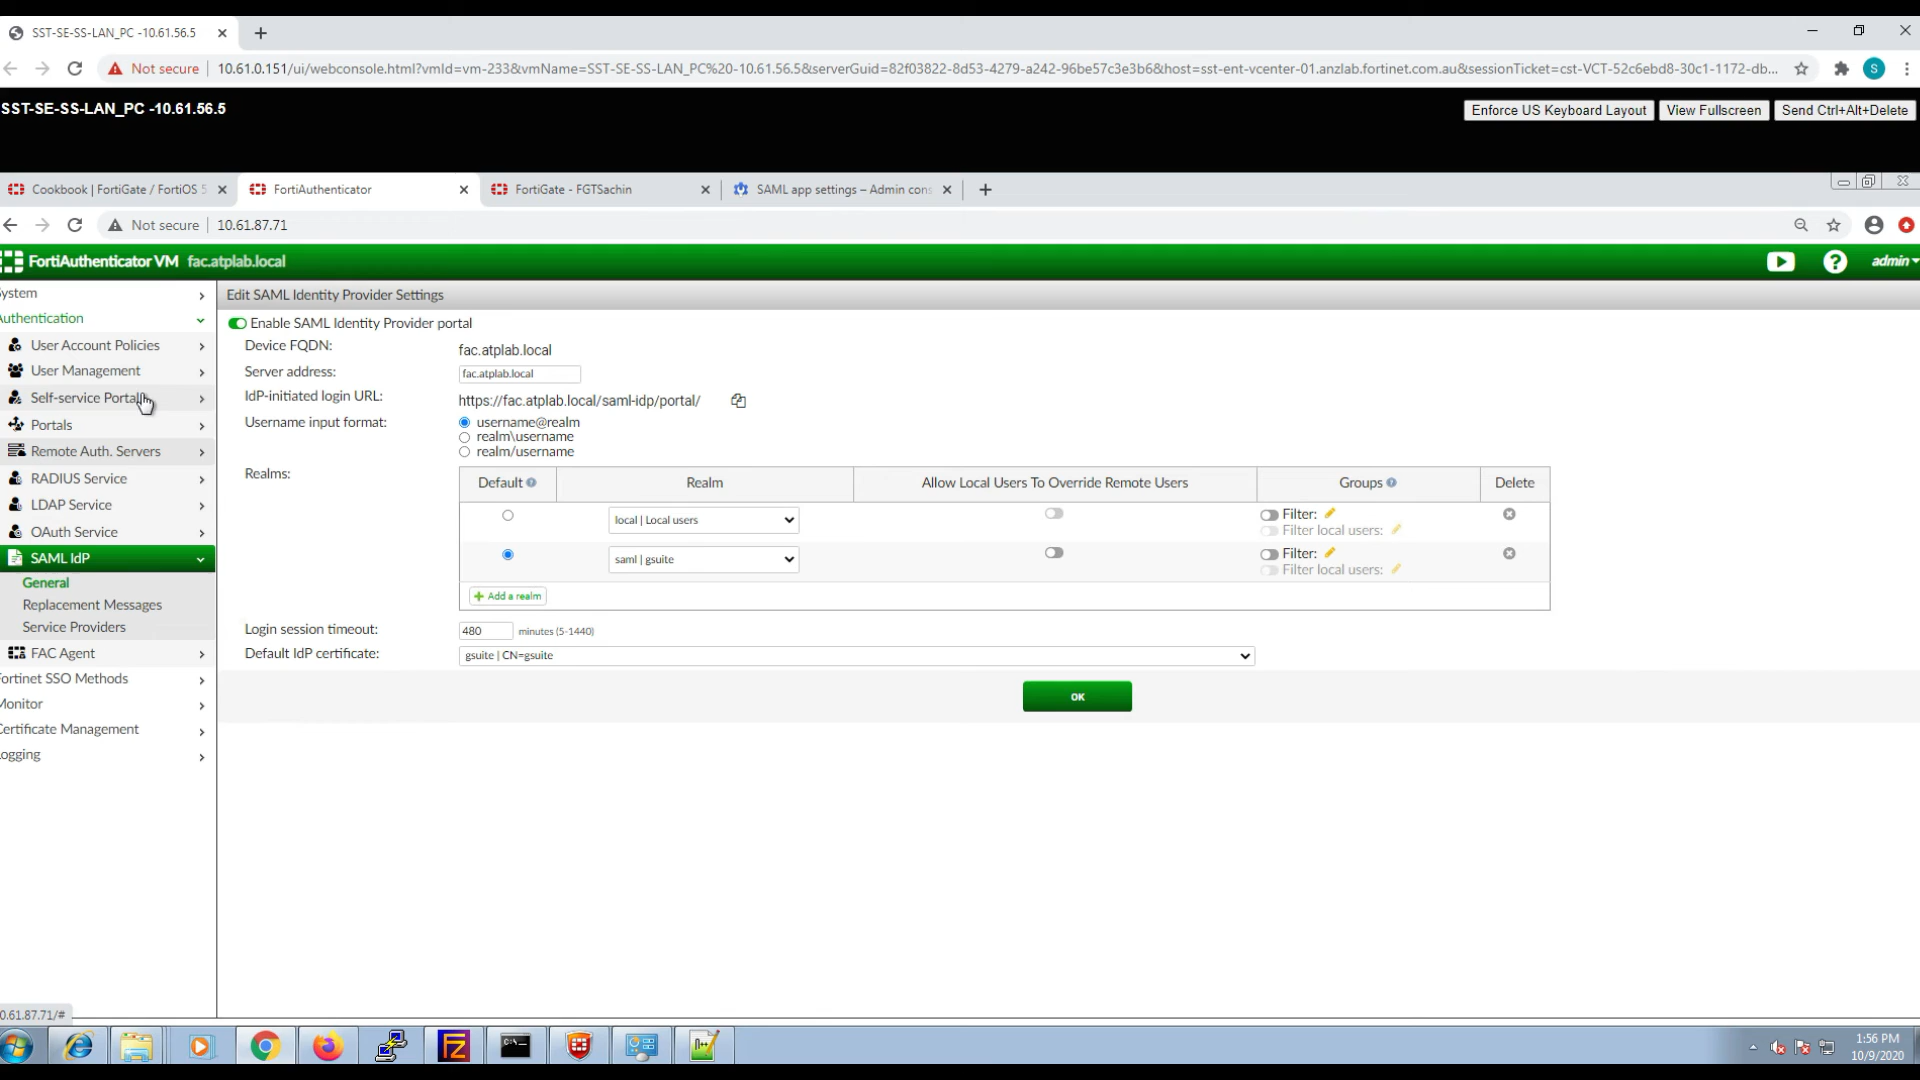 SST-SE-SS-LAN_PC -10.61.56.5
Not secure
10.61.0.151/ui/webconsole.html?vmId=vm-233&vmName=SST-SE-SS-LAN_PC%20-10.61.56.5&serverGuid=82f03822-8d53-4279-a242-96be57c3e3b6&host=sst-ent-vcenter-01.anzlab.fortinet.com.au&sessionTicket=cst-VCT-52c6ebd8-30c1-1172-db...
S
SST-SE-SS-LAN_PC -10.61.56.5
Enforce US Keyboard Layout
View Fullscreen
Send Ctrl+Alt+Delete
Cookbook | FortiGate / FortiOS 5
FortiAuthenticator
FortiGate - FGTSachin
SAML app settings – Admin cons
Not secure
10.61.87.71
FortiAuthenticator VM fac.atplab.local
admin
System
Authentication
User Account Policies
User Management
Self-service Portal
Portals
Remote Auth. Servers
RADIUS Service
LDAP Service
OAuth Service
SAML IdP
General
Replacement Messages
Service Providers
FAC Agent
Fortinet SSO Methods
Monitor
Certificate Management
Logging
Edit SAML Identity Provider Settings
Enable SAML Identity Provider portal
Device FQDN: fac.atplab.local
Server address: fac.atplab.local
IdP-initiated login URL: https://fac.atplab.local/saml-idp/portal/
Username input format: username@realm
realm\username
realm/username
Realms:
Default Realm Allow Local Users To Override Remote Users Groups Delete
local | Local users Filter:
Filter local users:
saml | gsuite Filter:
Filter local users:
Add a realm
Login session timeout: 480 minutes (5-1440)
Default IdP certificate: gsuite | CN=gsuite
OK
0.61.87.71/#
1:56 PM
10/9/2020